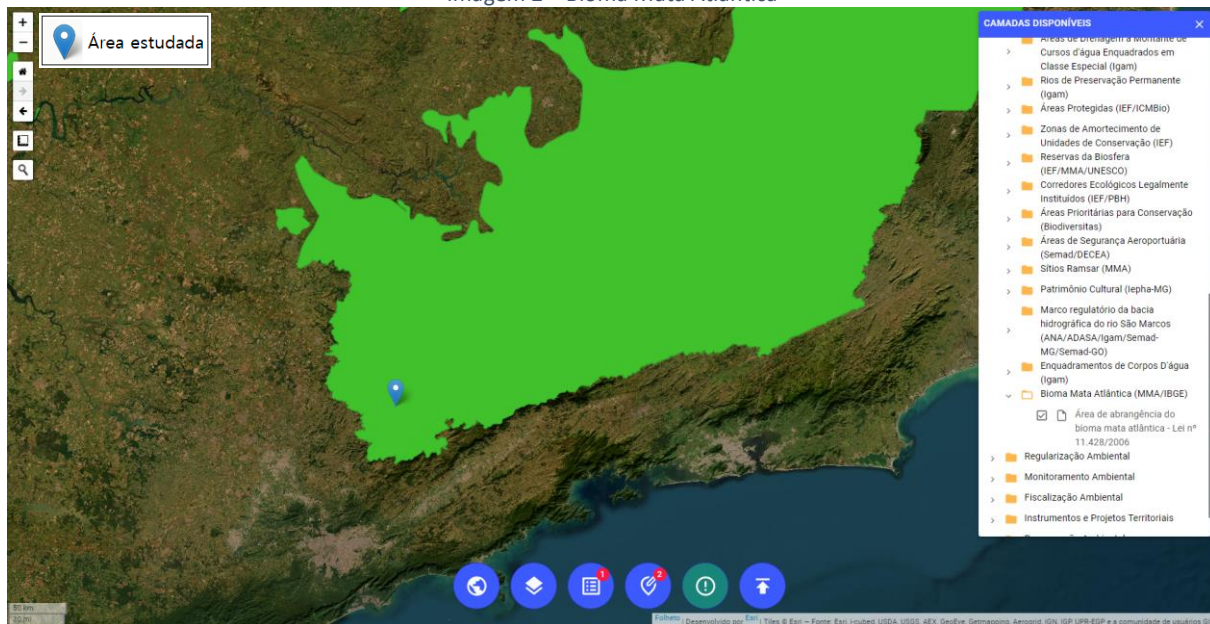 Imagem 2 – Bioma Mata Atlântica
+
−
Área estudada
CAMADAS DISPONÍVEIS
Áreas de Drenagem a Montante de
Cursos d'água Enquadrados em
Classe Especial (Igam)
Rios de Preservação Permanente
(Igam)
Áreas Protegidas (IEF/ICMBio)
Zonas de Amortecimento de
Unidades de Conservação (IEF)
Reservas da Biosfera
(IEF/MMA/UNESCO)
Corredores Ecológicos Legalmente
Instituídos (IEF/PBH)
Áreas Prioritárias para Conservação
(Biodiversitas)
Áreas de Segurança Aeroportuária
(Semad/DECEA)
Sítios Ramsar (MMA)
Patrimônio Cultural (Iepha-MG)
Marco regulatório da bacia
hidrográfica do rio São Marcos
(ANA/ADASA/Igam/Semad-
MG/Semad-GO)
Enquadramentos de Corpos D'água
(Igam)
Bioma Mata Atlântica (MMA/IBGE)
Área de abrangência do
bioma mata atlântica - Lei nº
11.428/2006
Regularização Ambiental
Monitoramento Ambiental
Fiscalização Ambiental
Instrumentos e Projetos Territoriais
1
2
50 km
20 mi
Folheto | Desenvolvido por Esri | Tiles © Esri — Fonte: Esri, i-cubed, USDA, USGS, AEX, GeoEye, Getmapping, Aerogrid, IGN, IGP, UPR-EGP e a comunidade de usuários